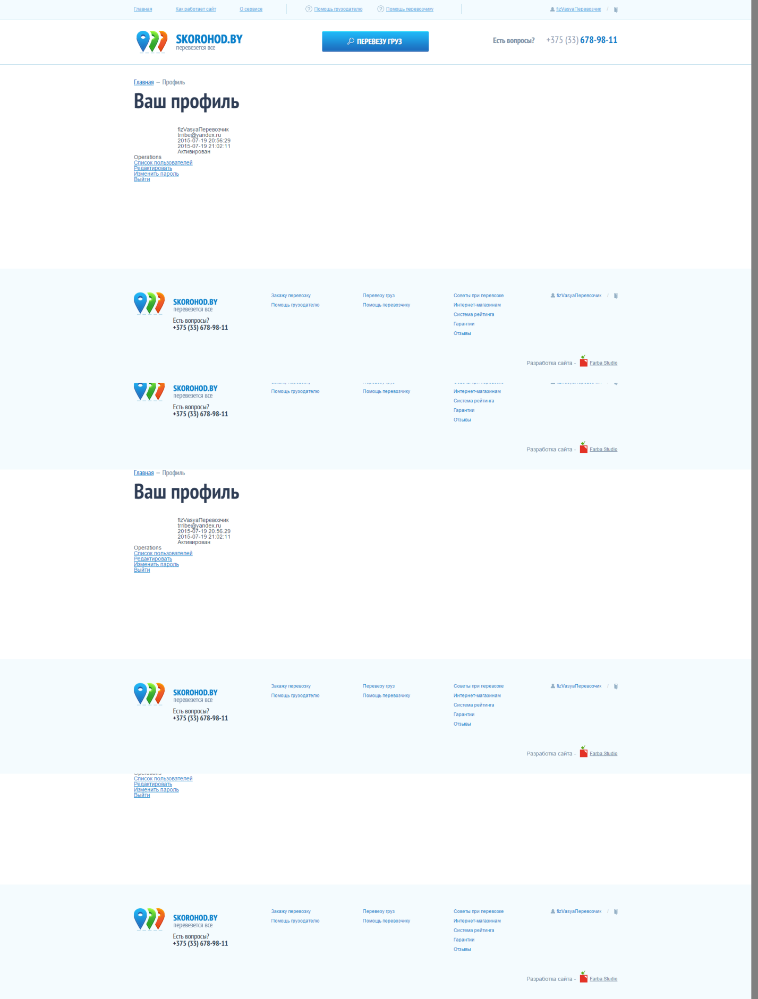 Главная Как работает сайт О сервисе Помощь грузодателю Помощь перевозчику fizVasyaПеревозчик /
SKOROHOD.BY
перевезется все
ПЕРЕВЕЗУ ГРУЗ
Есть вопросы? +375 (33) 678-98-11
Главная — Профиль
Ваш профиль
fizVasyaПеревозчик
trribe@yandex.ru
2015-07-19 20:56:29
2015-07-19 21:02:11
Активирован
Operations
Список пользователей
Редактировать
Изменить пароль
Выйти
SKOROHOD.BY
перевезется все
Есть вопросы?
+375 (33) 678-98-11
Закажу перевозку
Помощь грузодателю
Перевезу груз
Помощь перевозчику
Советы при перевозке
Интернет-магазинам
Система рейтинга
Гарантии
Отзывы
fizVasyaПеревозчик /
Разработка сайта - Farba Studio
SKOROHOD.BY
перевезется все
Есть вопросы?
+375 (33) 678-98-11
Помощь грузодателю
Помощь перевозчику
Интернет-магазинам
Система рейтинга
Гарантии
Отзывы
Разработка сайта - Farba Studio
Главная — Профиль
Ваш профиль
fizVasyaПеревозчик
trribe@yandex.ru
2015-07-19 20:56:29
2015-07-19 21:02:11
Активирован
Operations
Список пользователей
Редактировать
Изменить пароль
Выйти
SKOROHOD.BY
перевезется все
Есть вопросы?
+375 (33) 678-98-11
Закажу перевозку
Помощь грузодателю
Перевезу груз
Помощь перевозчику
Советы при перевозке
Интернет-магазинам
Система рейтинга
Гарантии
Отзывы
fizVasyaПеревозчик /
Разработка сайта - Farba Studio
Operations
Список пользователей
Редактировать
Изменить пароль
Выйти
SKOROHOD.BY
перевезется все
Есть вопросы?
+375 (33) 678-98-11
Закажу перевозку
Помощь грузодателю
Перевезу груз
Помощь перевозчику
Советы при перевозке
Интернет-магазинам
Система рейтинга
Гарантии
Отзывы
fizVasyaПеревозчик /
Разработка сайта - Farba Studio